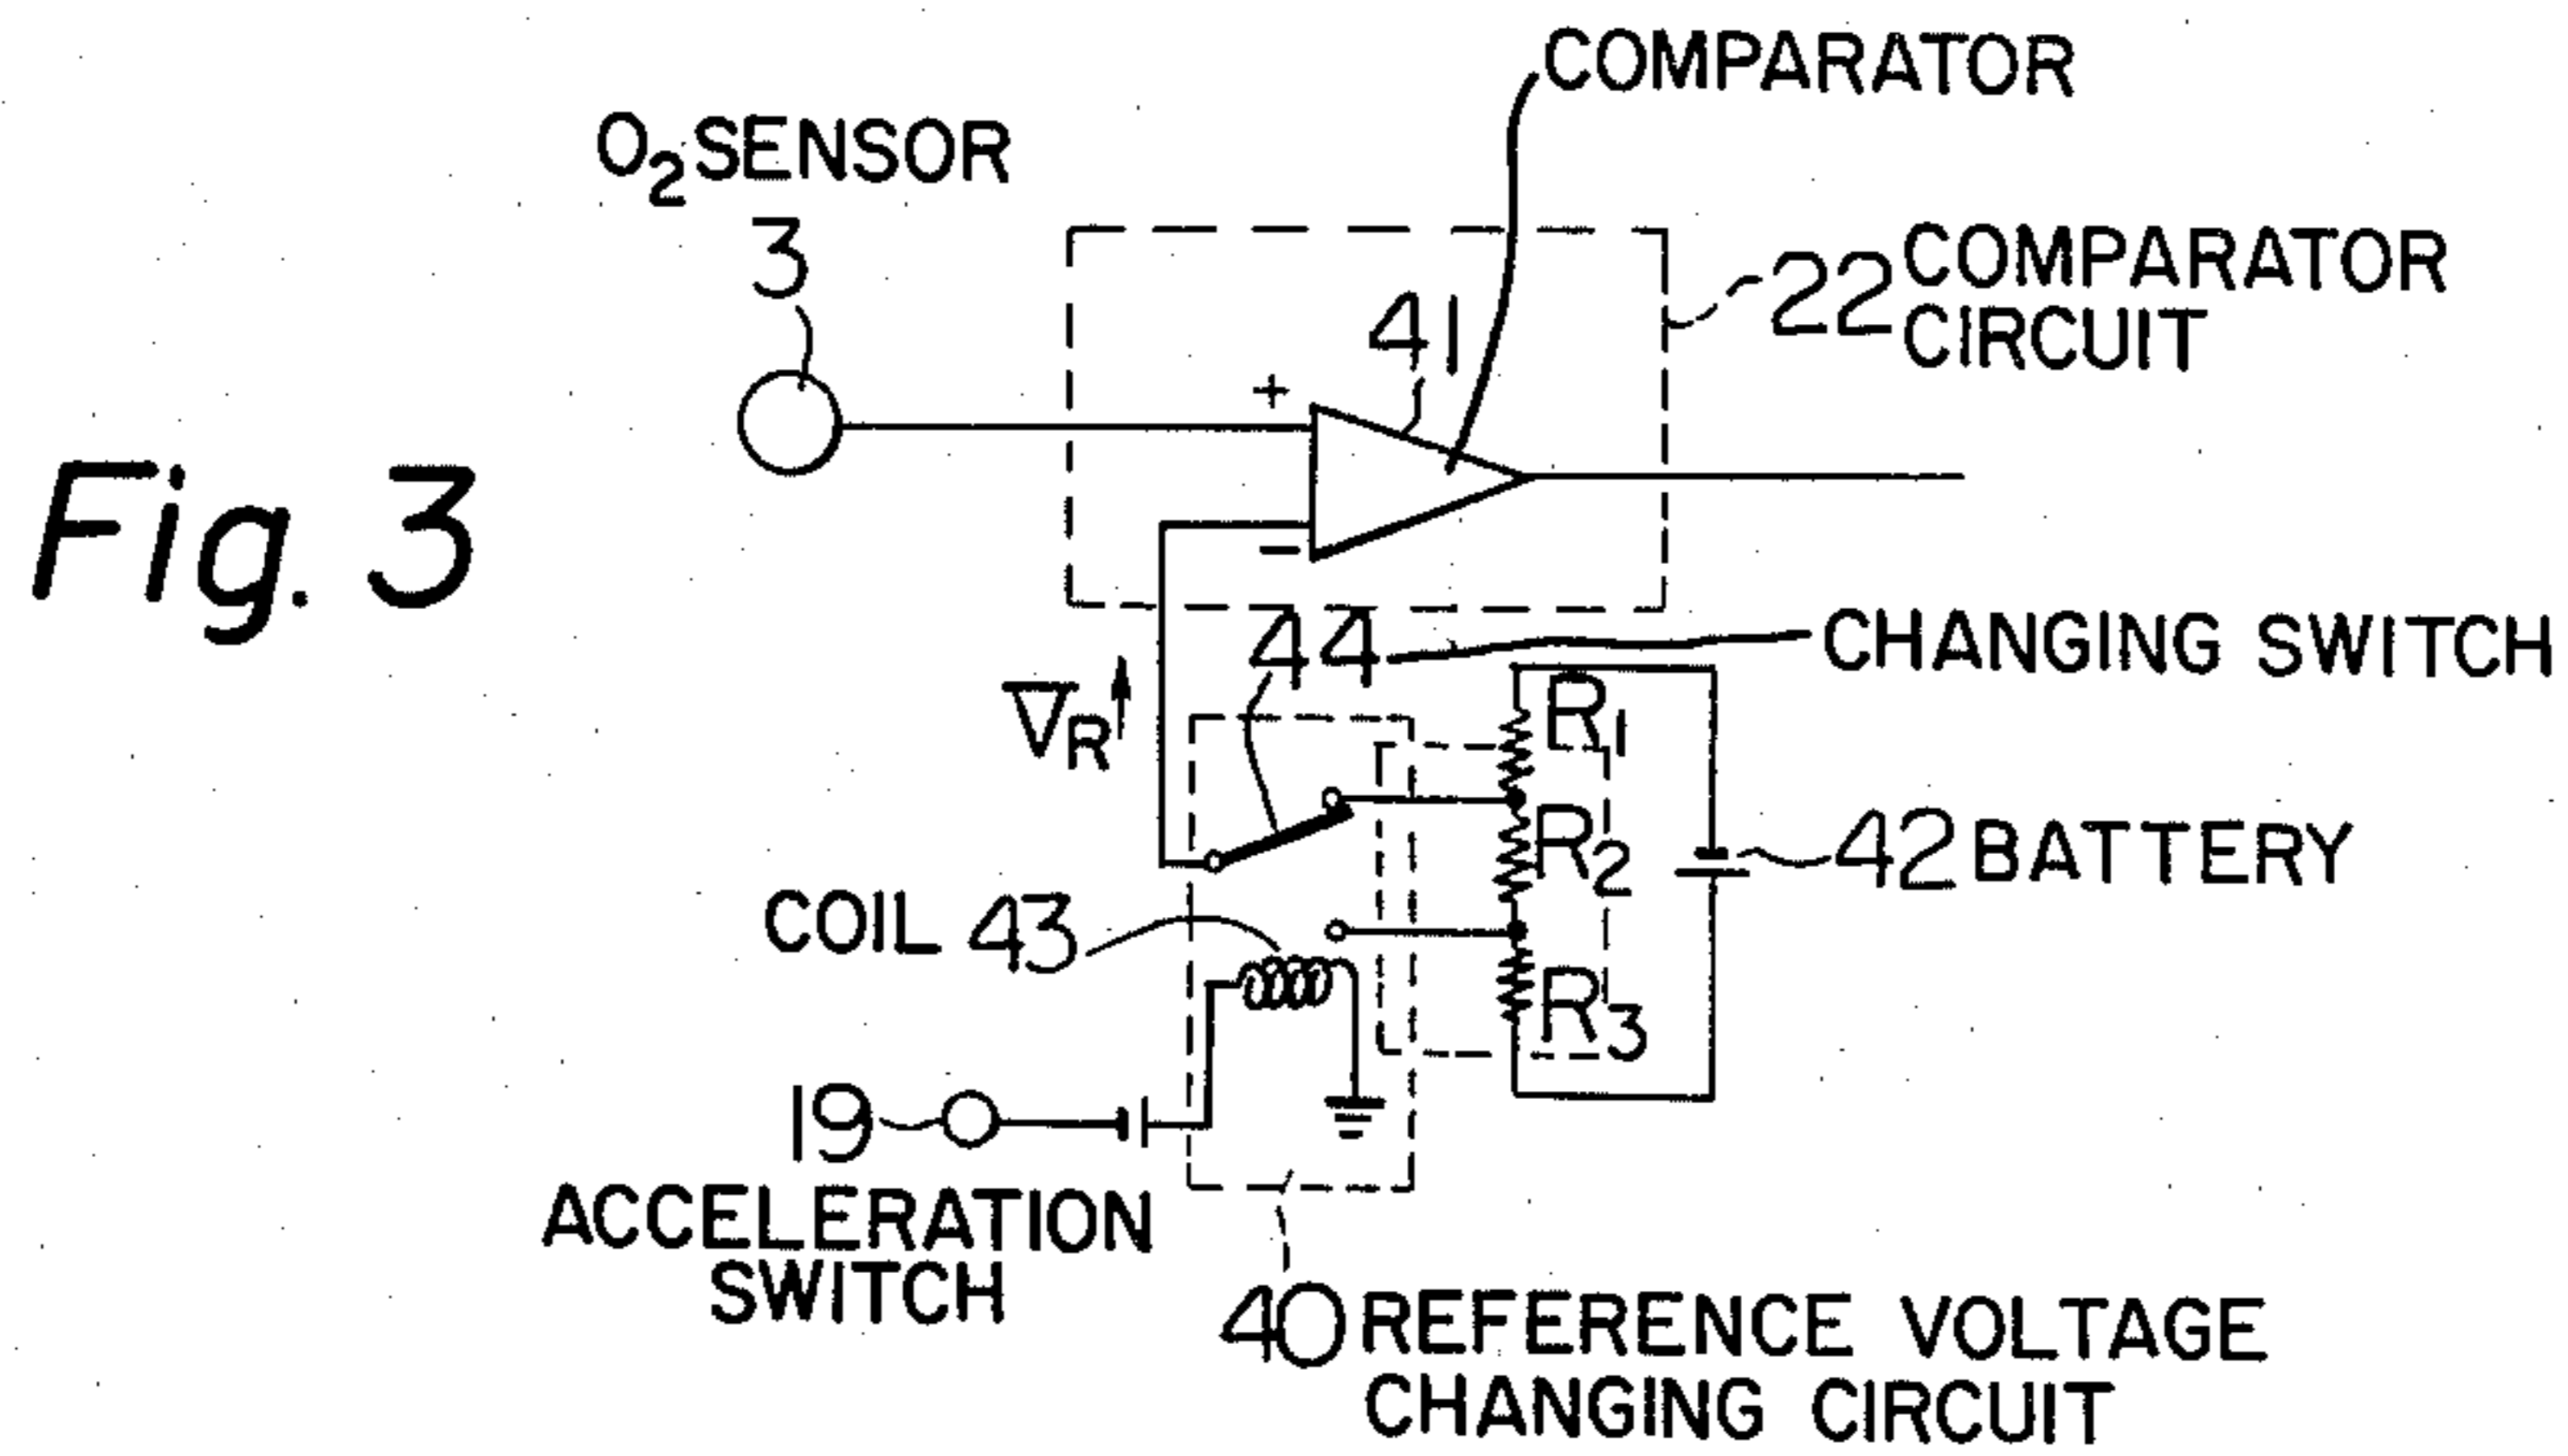 COMPARATOR
O2 SENSOR
3
22 COMPARATOR
CIRCUIT
41
+
Fig. 3
−
44 CHANGING SWITCH
VR
R1
R2
42 BATTERY
COIL 43
R3
19
ACCELERATION
SWITCH
40 REFERENCE VOLTAGE
CHANGING CIRCUIT